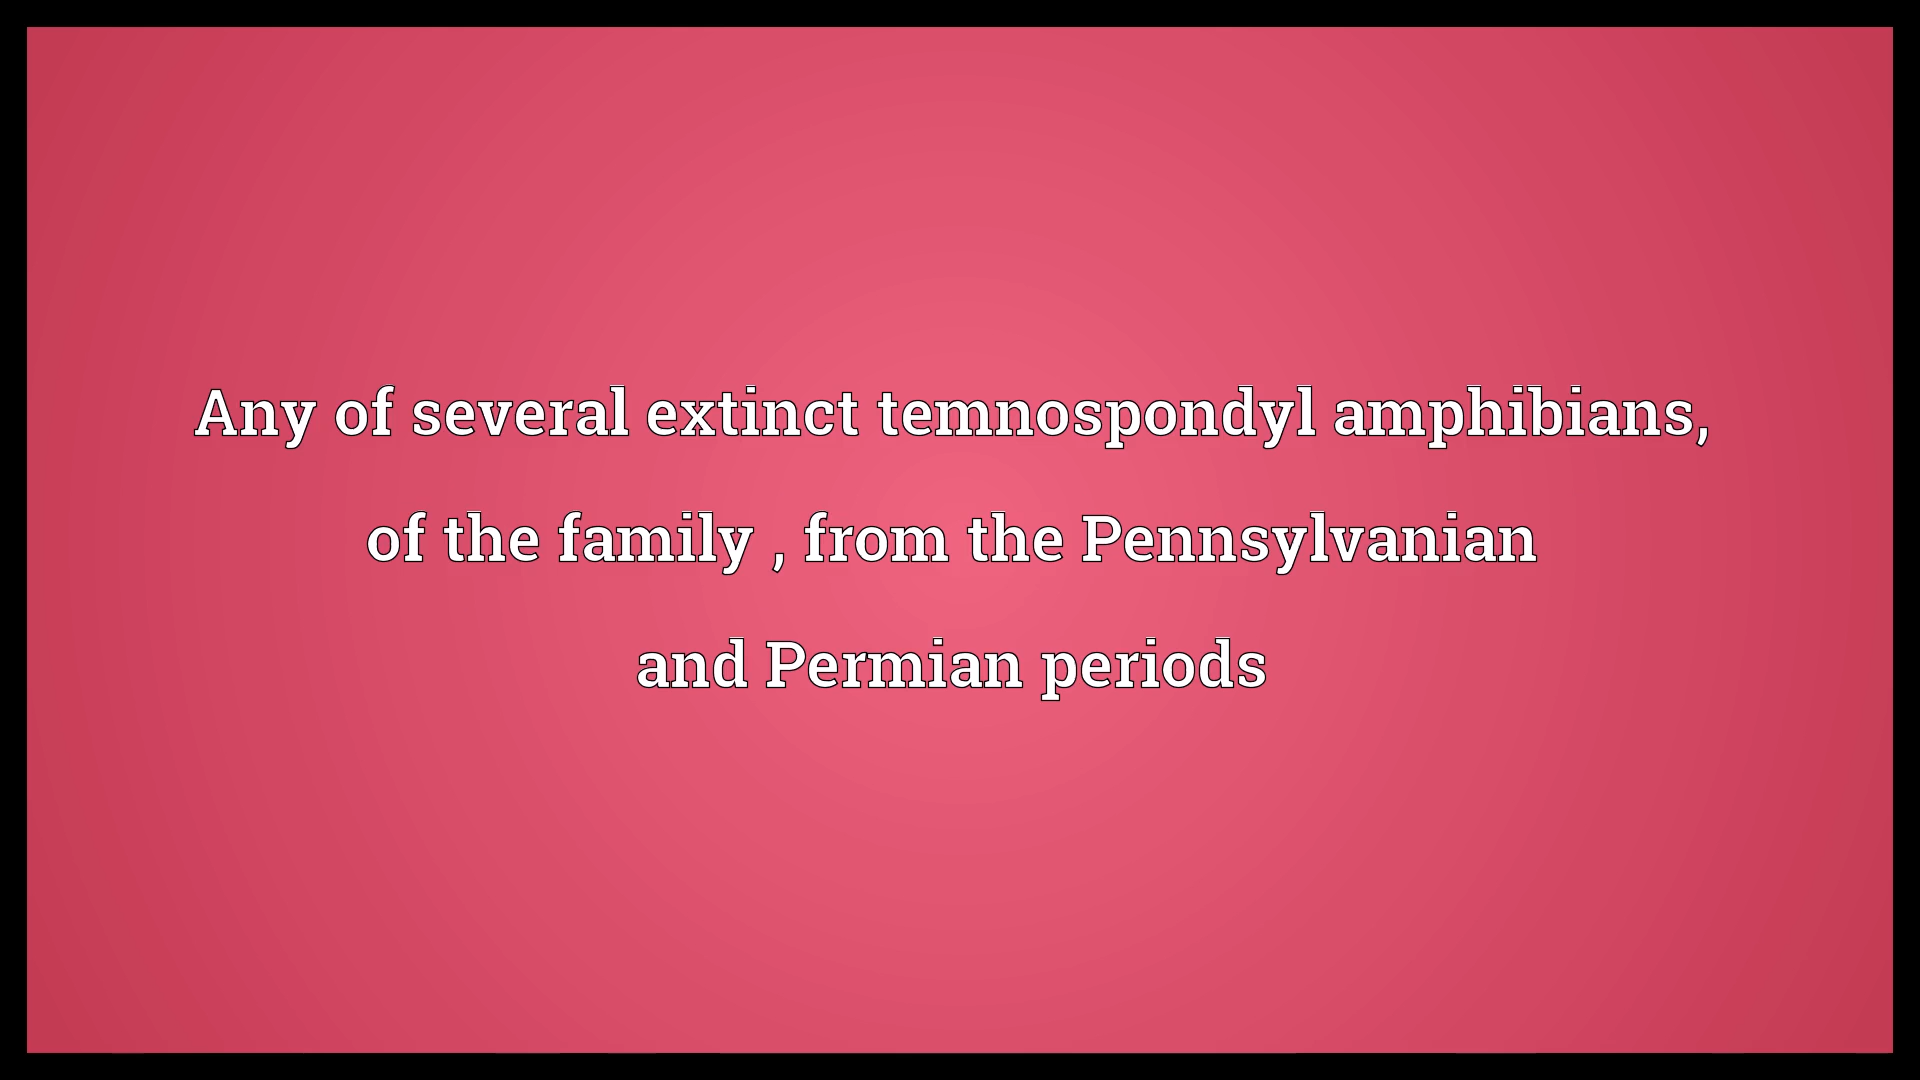 Any of several extinct temnospondyl amphibians,
of the family , from the Pennsylvanian
and Permian periods